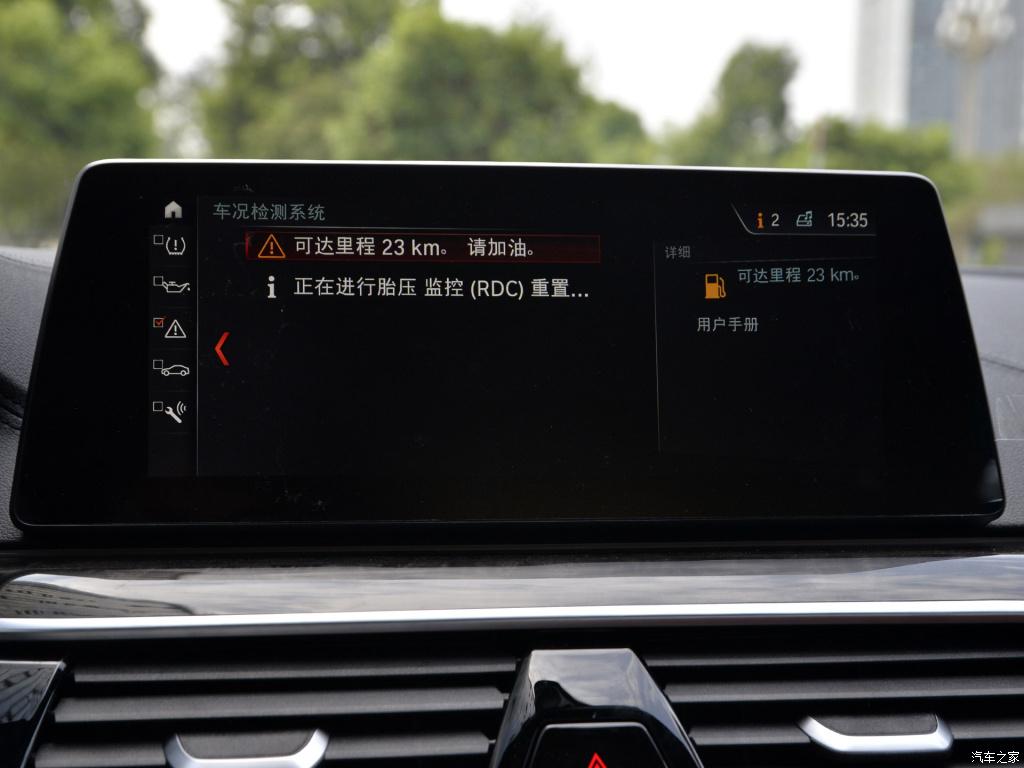 车况检测系统
i 2 15:35
可达里程 23 km。 请加油。
正在进行胎压 监控 (RDC) 重置...
详细
可达里程 23 km。
用户手册
汽车之家